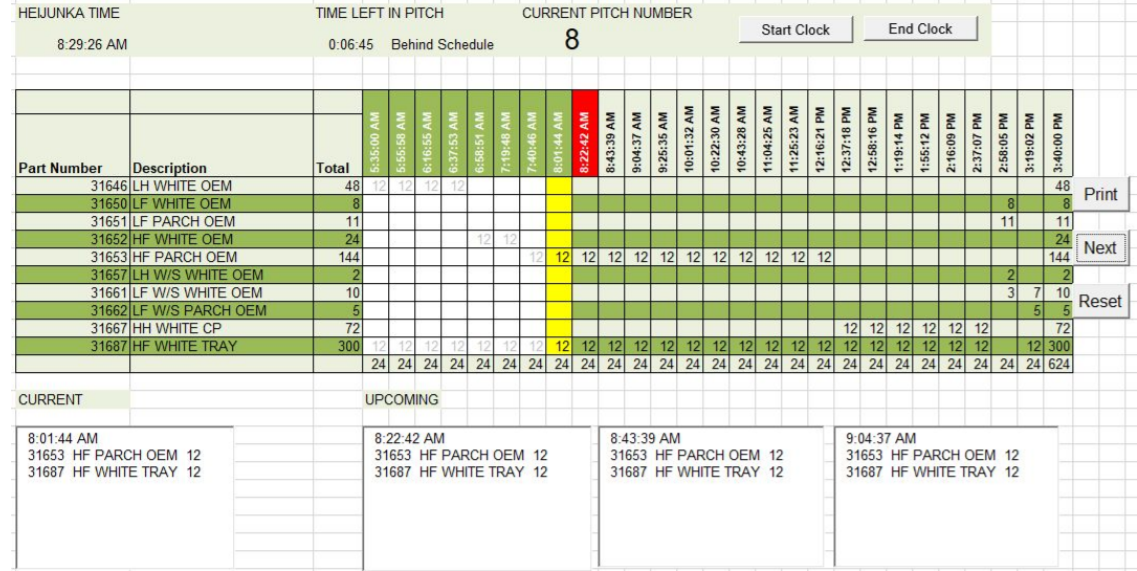 HEIJUNKA TIME TIME LEFT IN PITCH CURRENT PITCH NUMBER
8:29:26 AM 0:06:45 Behind Schedule 8 Start Clock End Clock
Part Number Description Total 5:35:00 AM 5:55:58 AM 6:16:55 AM 6:37:53 AM 6:58:51 AM 7:19:48 AM 7:40:46 AM 8:01:44 AM 8:22:42 AM 8:43:39 AM 9:04:37 AM 9:25:35 AM 10:01:32 AM 10:22:30 AM 10:43:28 AM 11:04:25 AM 11:25:23 AM 12:16:21 PM 12:37:18 PM 12:58:16 PM 1:19:14 PM 1:55:12 PM 2:16:09 PM 2:37:07 PM 2:58:05 PM 3:19:02 PM 3:40:00 PM
31646 LH WHITE OEM 48 12 12 12 12 48
Print
31650 LF WHITE OEM 8 8 8
31651 LF PARCH OEM 11 11 11
31652 HF WHITE OEM 24 12 12 24
Next
31653 HF PARCH OEM 144 12 12 12 12 12 12 12 12 12 12 12 12 144
31657 LH W/S WHITE OEM 2 2 2
31661 LF W/S WHITE OEM 10 3 7 10
Reset
31662 LF W/S PARCH OEM 5 5 5
31667 HH WHITE CP 72 12 12 12 12 12 12 72
31687 HF WHITE TRAY 300 12 12 12 12 12 12 12 12 12 12 12 12 12 12 12 12 12 12 12 12 12 12 12 12 12 300
24 24 24 24 24 24 24 24 24 24 24 24 24 24 24 24 24 24 24 24 24 24 24 24 24 24 624
CURRENT UPCOMING
8:01:44 AM
31653 HF PARCH OEM 12
31687 HF WHITE TRAY 12
8:22:42 AM
31653 HF PARCH OEM 12
31687 HF WHITE TRAY 12
8:43:39 AM
31653 HF PARCH OEM 12
31687 HF WHITE TRAY 12
9:04:37 AM
31653 HF PARCH OEM 12
31687 HF WHITE TRAY 12